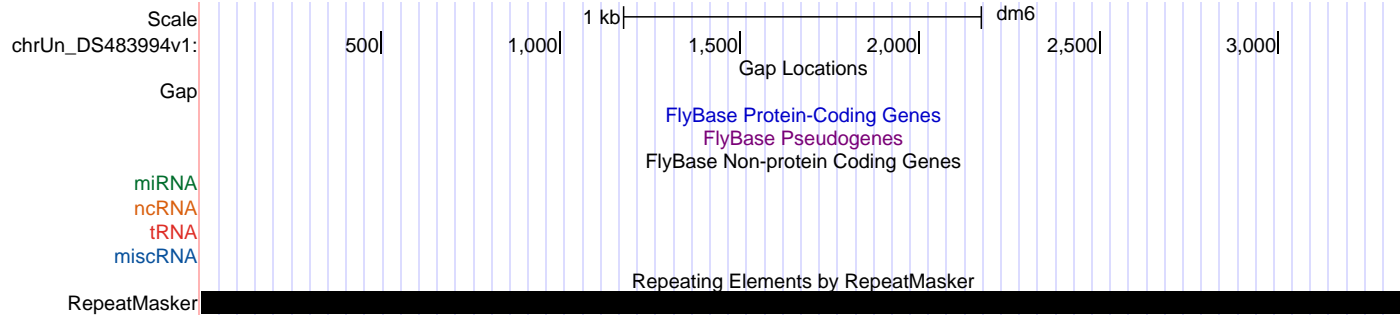 Scale 1 kb dm6
chrUn_DS483994v1: 500 1,000 1,500 2,000 2,500 3,000
Gap Locations
Gap
FlyBase Protein-Coding Genes
FlyBase Pseudogenes
FlyBase Non-protein Coding Genes
miRNA
ncRNA
tRNA
miscRNA
Repeating Elements by RepeatMasker
RepeatMasker